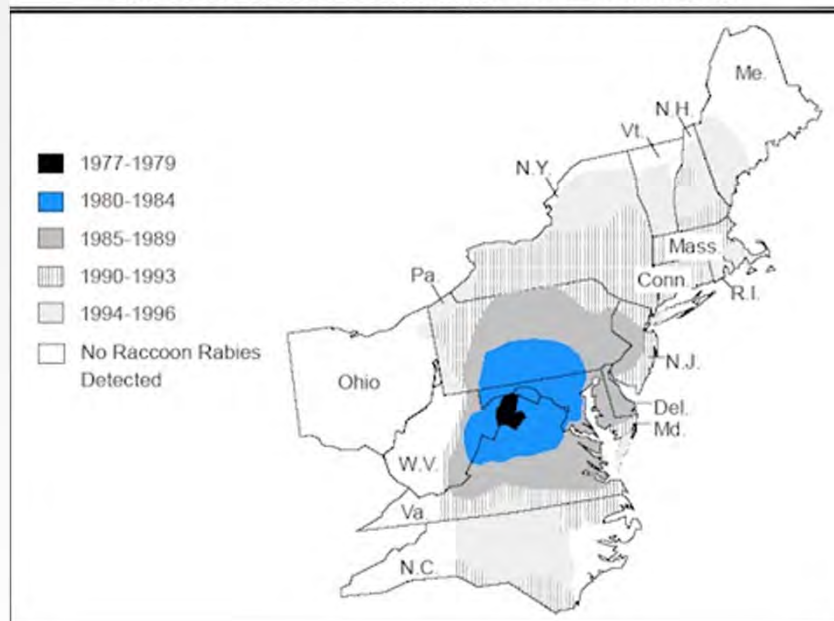 1977-1979
1980-1984
1985-1989
1990-1993
1994-1996
No Raccoon Rabies
Detected
Me.
N.H.
Vt.
N.Y.
Mass.
Conn.
R.I.
Pa.
N.J.
Ohio
Del.
Md.
W.V.
Va.
N.C.